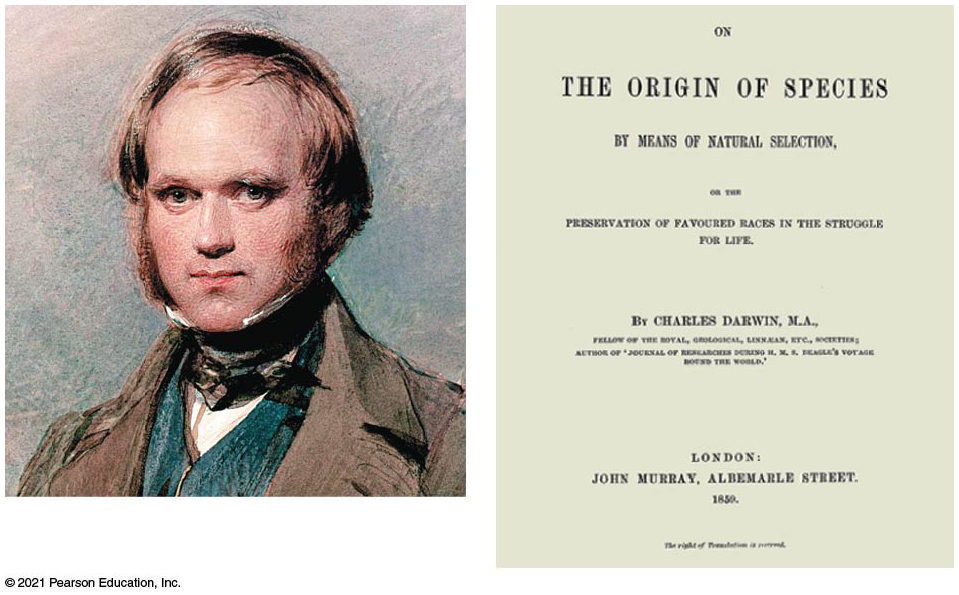 ON
THE ORIGIN OF SPECIES
BY MEANS OF NATURAL SELECTION,
OR THE
PRESERVATION OF FAVOURED RACES IN THE STRUGGLE
FOR LIFE.
BY CHARLES DARWIN, M.A.,
FELLOW OF THE ROYAL, GEOLOGICAL, LINNÆAN, ETC., SOCIETIES;
AUTHOR OF 'JOURNAL OF RESEARCHES DURING H. M. S. BEAGLE'S VOYAGE
ROUND THE WORLD.'
LONDON:
JOHN MURRAY, ALBEMARLE STREET.
1859.
The right of Translation is reserved.
© 2021 Pearson Education, Inc.